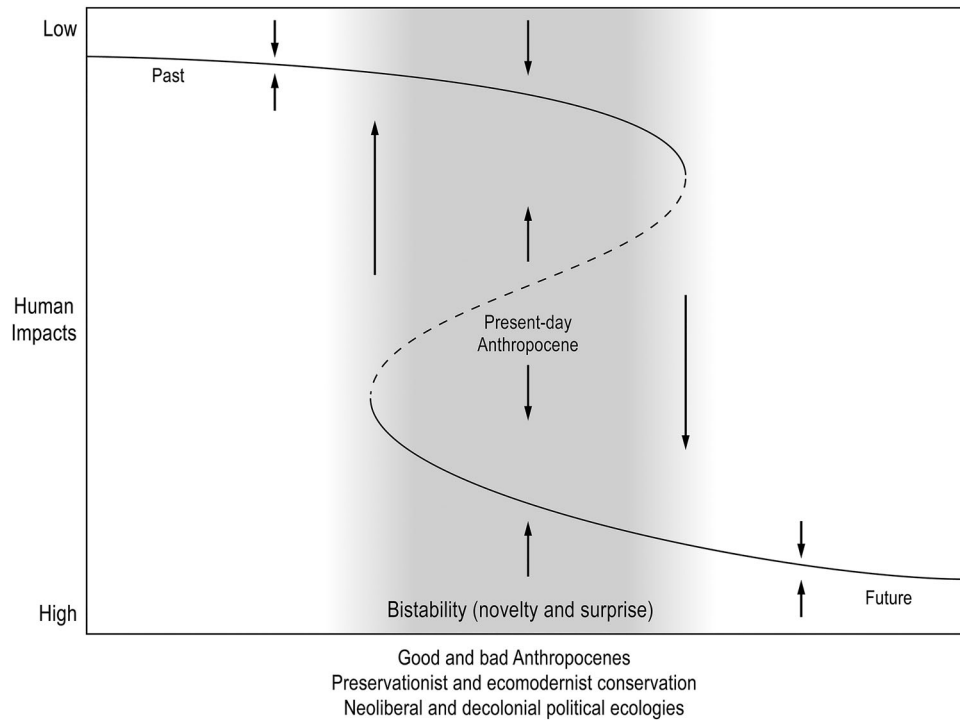 Low
Past
Human
Impacts
Present-day
Anthropocene
Future
High
Bistability (novelty and surprise)
Good and bad Anthropocenes
Preservationist and ecomodernist conservation
Neoliberal and decolonial political ecologies